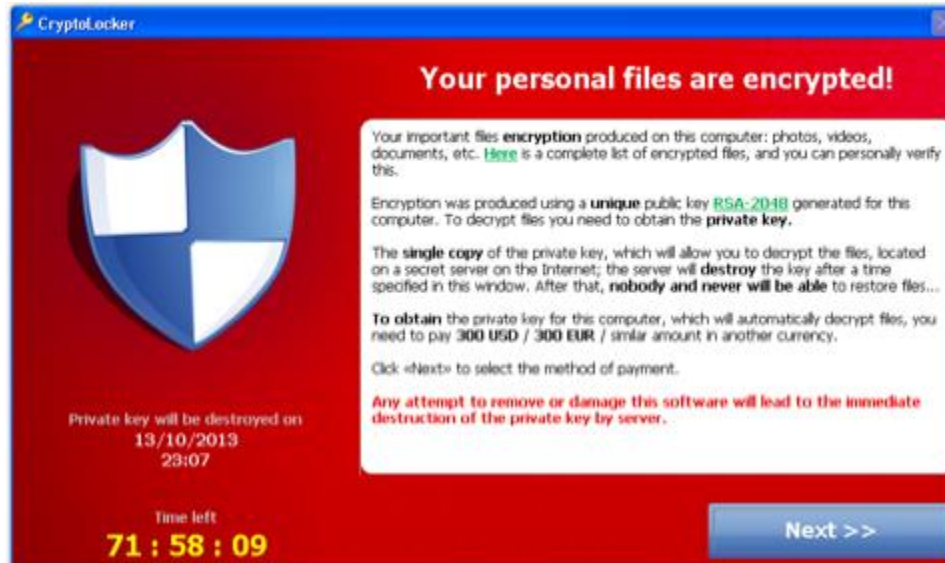 CryptoLocker
Your personal files are encrypted!
Your important files encryption produced on this computer: photos, videos,
documents, etc. Here is a complete list of encrypted files, and you can personally verify
this.
Encryption was produced using a unique public key RSA-2048 generated for this
computer. To decrypt files you need to obtain the private key.
The single copy of the private key, which will allow you to decrypt the files, located
on a secret server on the Internet; the server will destroy the key after a time
specified in this window. After that, nobody and never will be able to restore files...
To obtain the private key for this computer, which will automatically decrypt files, you
need to pay 300 USD / 300 EUR / similar amount in another currency.
Click «Next» to select the method of payment.
Any attempt to remove or damage this software will lead to the immediate
destruction of the private key by server.
Private key will be destroyed on
13/10/2013
23:07
Time left
71 : 58 : 09
Next >>